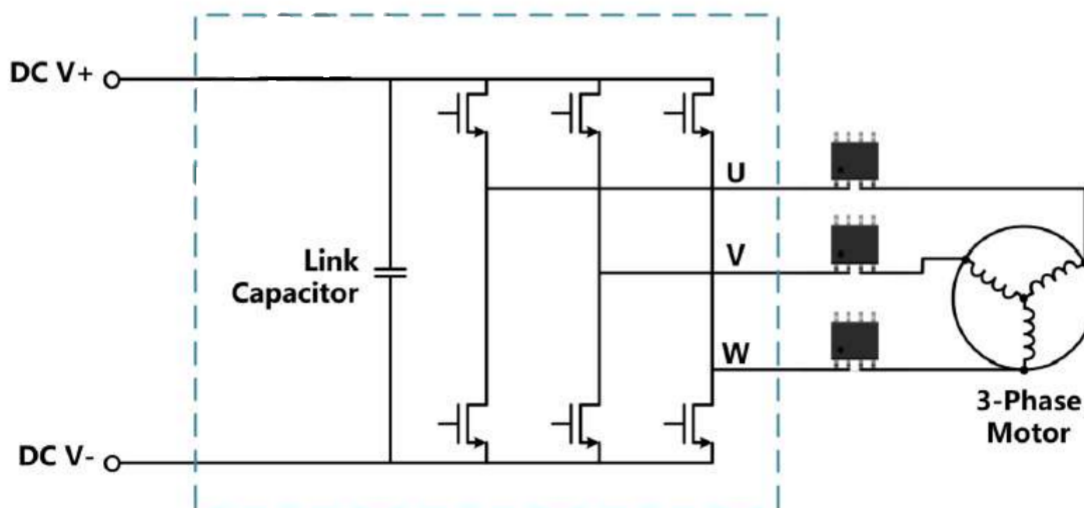 DC V+
U
V
Link
Capacitor
W
3-Phase
Motor
DC V-